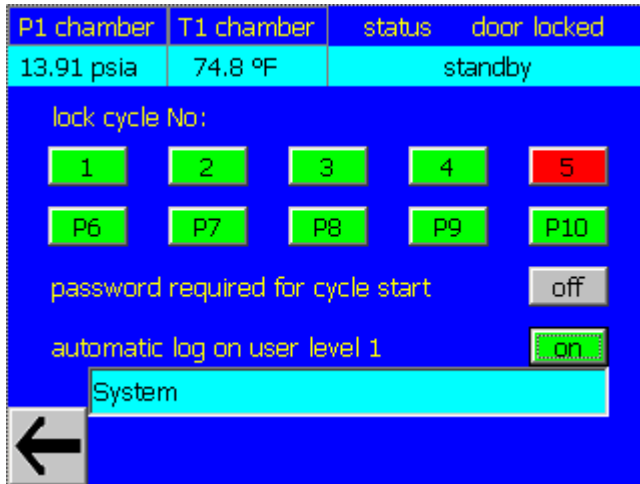 P1 chamber T1 chamber status door locked
13.91 psia 74.8 ºF standby
lock cycle No:
1 2 3 4 5
P6 P7 P8 P9 P10
password required for cycle start off
automatic log on user level 1 on
System